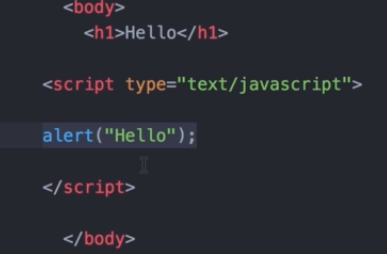 <body>
<h1>Hello</h1>
<script type="text/javascript">
alert("Hello");
</script>
</body>